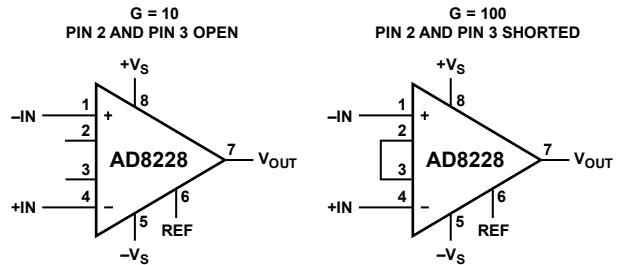 G = 10
PIN 2 AND PIN 3 OPEN
+VS
–IN
1
+
8
2
AD8228
7
VOUT
3
+IN
4
–
6
5
REF
–VS
G = 100
PIN 2 AND PIN 3 SHORTED
+VS
–IN
1
+
8
2
AD8228
7
VOUT
3
+IN
4
–
6
5
REF
–VS